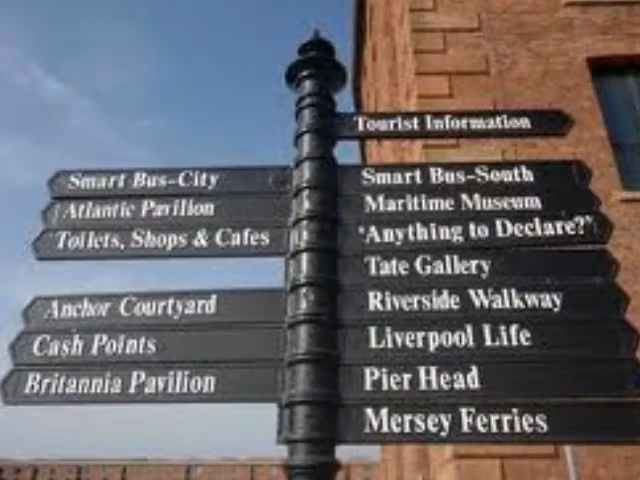 Tourist Information
Smart Bus-City
Atlantic Pavilion
Toilets, Shops & Cafes
Anchor Courtyard
Cash Points
Britannia Pavilion
Smart Bus-South
Maritime Museum
'Anything to Declare?'
Tate Gallery
Riverside Walkway
Liverpool Life
Pier Head
Mersey Ferries